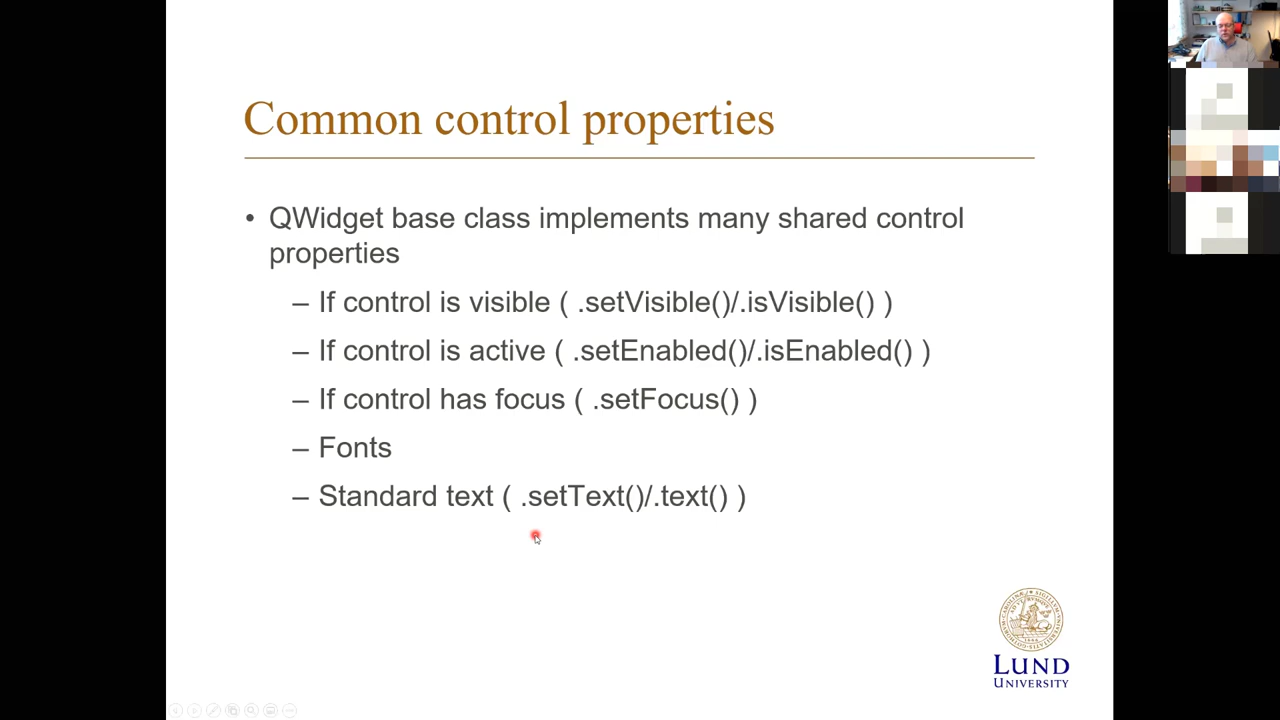 Common control properties
• QWidget base class implements many shared control
properties
– If control is visible ( .setVisible()/.isVisible() )
– If control is active ( .setEnabled()/.isEnabled() )
– If control has focus ( .setFocus() )
– Fonts
– Standard text ( .setText()/.text() )
LUND
UNIVERSITY